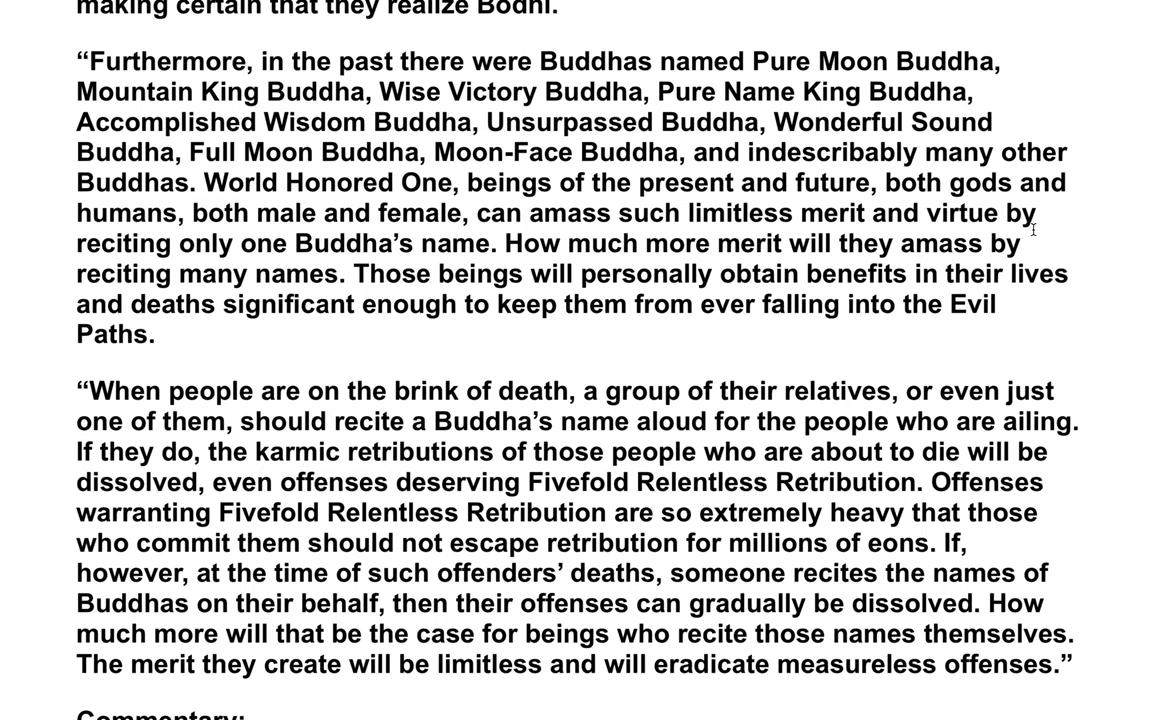 making certain that they realize Bodhi.
“Furthermore, in the past there were Buddhas named Pure Moon Buddha,
Mountain King Buddha, Wise Victory Buddha, Pure Name King Buddha,
Accomplished Wisdom Buddha, Unsurpassed Buddha, Wonderful Sound
Buddha, Full Moon Buddha, Moon-Face Buddha, and indescribably many other
Buddhas. World Honored One, beings of the present and future, both gods and
humans, both male and female, can amass such limitless merit and virtue by
reciting only one Buddha’s name. How much more merit will they amass by
reciting many names. Those beings will personally obtain benefits in their lives
and deaths significant enough to keep them from ever falling into the Evil
Paths.
“When people are on the brink of death, a group of their relatives, or even just
one of them, should recite a Buddha’s name aloud for the people who are ailing.
If they do, the karmic retributions of those people who are about to die will be
dissolved, even offenses deserving Fivefold Relentless Retribution. Offenses
warranting Fivefold Relentless Retribution are so extremely heavy that those
who commit them should not escape retribution for millions of eons. If,
however, at the time of such offenders’ deaths, someone recites the names of
Buddhas on their behalf, then their offenses can gradually be dissolved. How
much more will that be the case for beings who recite those names themselves.
The merit they create will be limitless and will eradicate measureless offenses.”
Commentary: